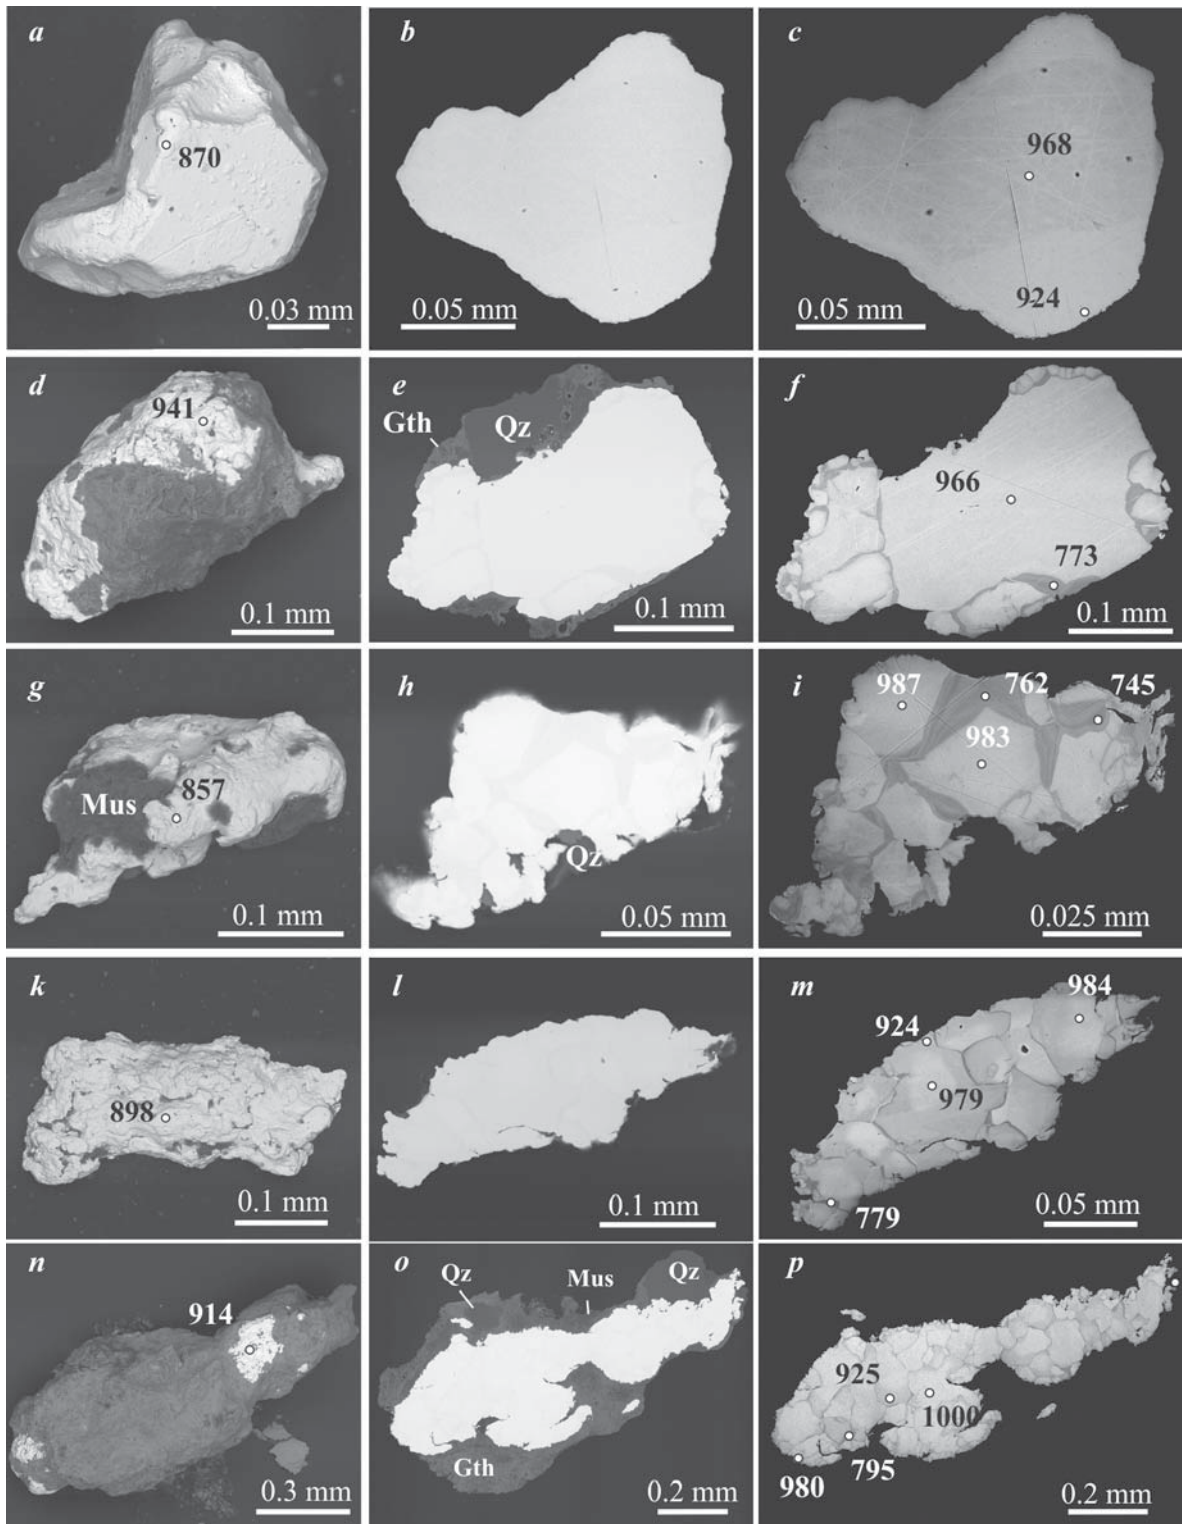 a
870
0.03 mm
b
0.05 mm
c
968
924
0.05 mm
d
941
0.1 mm
e
Gth
Qz
0.1 mm
f
966
773
0.1 mm
g
Mus
857
0.1 mm
h
Qz
0.05 mm
i
987
762
745
983
0.025 mm
k
898
0.1 mm
l
0.1 mm
m
984
924
979
779
0.05 mm
n
914
0.3 mm
o
Qz
Mus
Qz
Gth
0.2 mm
p
925
1000
795
980
0.2 mm